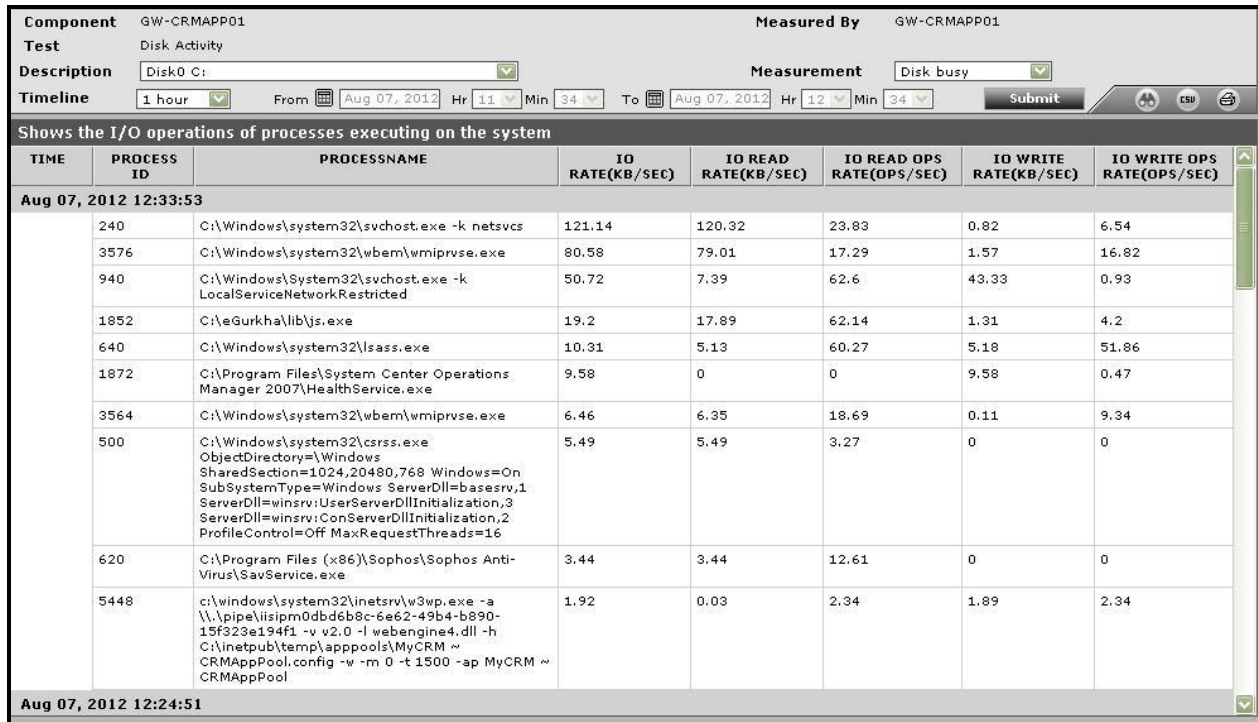 Component GW-CRMAPP01 Measured By GW-CRMAPP01
Test Disk Activity
Description Disk0 C: Measurement Disk busy
Timeline 1 hour From Aug 07, 2012 Hr 11 Min 34 To Aug 07, 2012 Hr 12 Min 34 Submit CSV
Shows the I/O operations of processes executing on the system
TIME PROCESS ID PROCESSNAME IO RATE(KB/SEC) IO READ RATE(KB/SEC) IO READ OPS RATE(OPS/SEC) IO WRITE RATE(KB/SEC) IO WRITE OPS RATE(OPS/SEC)
Aug 07, 2012 12:33:53
240 C:\Windows\system32\svchost.exe -k netsvcs 121.14 120.32 23.83 0.82 6.54
3576 C:\Windows\system32\wbem\wmiprvse.exe 80.58 79.01 17.29 1.57 16.82
940 C:\Windows\System32\svchost.exe -k 50.72 7.39 62.6 43.33 0.93
LocalServiceNetworkRestricted
1852 C:\eGurkha\lib\js.exe 19.2 17.89 62.14 1.31 4.2
640 C:\Windows\system32\lsass.exe 10.31 5.13 60.27 5.18 51.86
1872 C:\Program Files\System Center Operations 9.58 0 0 9.58 0.47
Manager 2007\HealthService.exe
3564 C:\Windows\system32\wbem\wmiprvse.exe 6.46 6.35 18.69 0.11 9.34
500 C:\Windows\system32\csrss.exe 5.49 5.49 3.27 0 0
ObjectDirectory=\Windows
SharedSection=1024,20480,768 Windows=On
SubSystemType=Windows ServerDll=basesrv,1
ServerDll=winsrv:UserServerDllInitialization,3
ServerDll=winsrv:ConServerDllInitialization,2
ProfileControl=Off MaxRequestThreads=16
620 C:\Program Files (x86)\Sophos\Sophos Anti- 3.44 3.44 12.61 0 0
Virus\SavService.exe
5448 c:\windows\system32\inetsrv\w3wp.exe -a 1.92 0.03 2.34 1.89 2.34
\\.\pipe\iisipm0dbd6b8c-6e62-49b4-b890-
15f323e194f1 -v v2.0 -l webengine4.dll -h
C:\inetpub\temp\apppools\MyCRM ~
CRMAppPool.config -w -m 0 -t 1500 -ap MyCRM ~
CRMAppPool
Aug 07, 2012 12:24:51